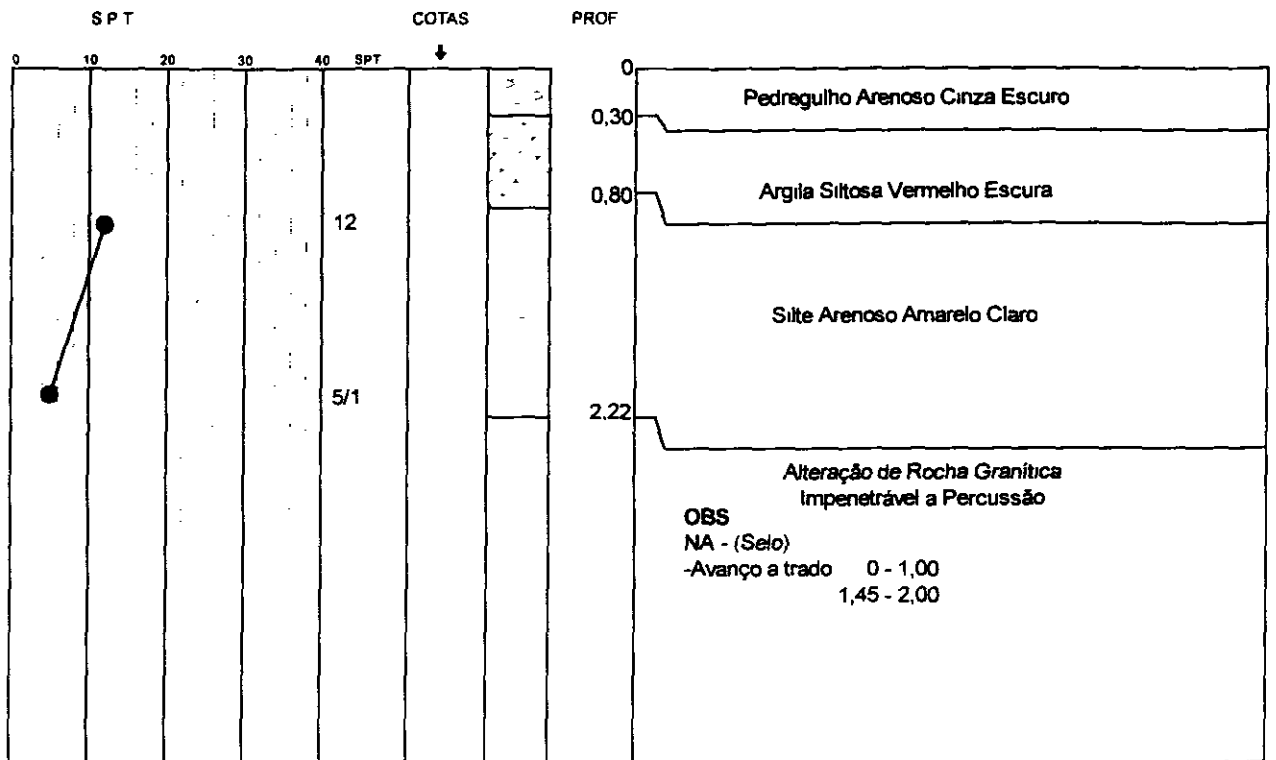 S P T COTAS PROF
0 10 20 30 40 SPT
0
Pedregulho Arenoso Cinza Escuro
0,30
Argila Siltosa Vermelho Escura
0,80
12
Silte Arenoso Amarelo Claro
5/1
2,22
Alteração de Rocha Granítica
Impenetrável a Percussão
OBS
NA - (Selo)
-Avanço a trado 0 - 1,00
1,45 - 2,00